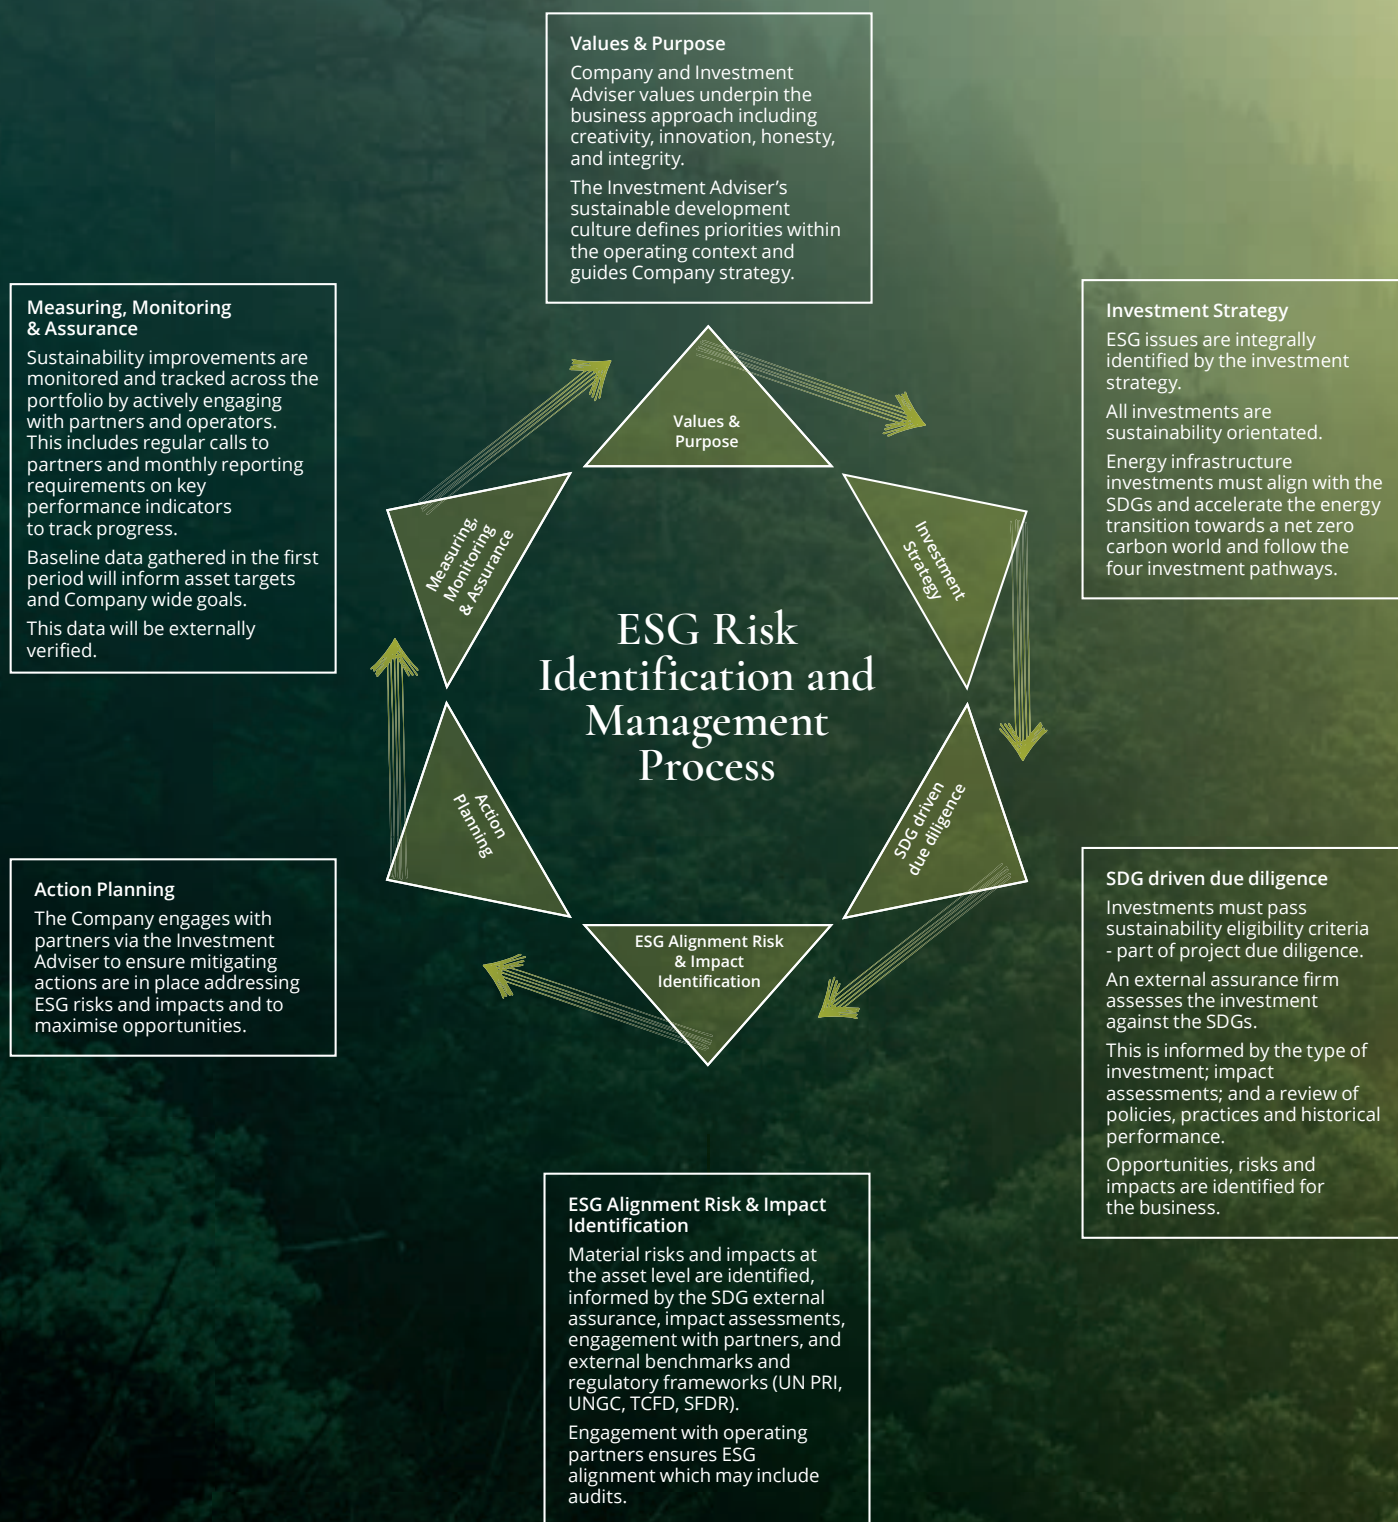 Values & Purpose
Company and Investment
Adviser values underpin the
business approach including
creativity, innovation, honesty,
and integrity.
The Investment Adviser’s
sustainable development
culture defines priorities within
the operating context and
guides Company strategy.
Measuring, Monitoring
& Assurance
Sustainability improvements are
monitored and tracked across the
portfolio by actively engaging
with partners and operators.
This includes regular calls to
partners and monthly reporting
requirements on key
performance indicators
to track progress.
Baseline data gathered in the first
period will inform asset targets
and Company wide goals.
This data will be externally
verified.
Investment Strategy
ESG issues are integrally
identified by the investment
strategy.
All investments are
sustainability orientated.
Energy infrastructure
investments must align with the
SDGs and accelerate the energy
transition towards a net zero
carbon world and follow the
four investment pathways.
Values &
Purpose
Measuring,
Monitoring
& Assurance
Investment
Strategy
ESG Risk
Identification and
Management
Process
Action
Planning
SDG driven
due diligence
ESG Alignment Risk
& Impact
Identification
Action Planning
The Company engages with
partners via the Investment
Adviser to ensure mitigating
actions are in place addressing
ESG risks and impacts and to
maximise opportunities.
SDG driven due diligence
Investments must pass
sustainability eligibility criteria
- part of project due diligence.
An external assurance firm
assesses the investment
against the SDGs.
This is informed by the type of
investment; impact
assessments; and a review of
policies, practices and historical
performance.
Opportunities, risks and
impacts are identified for
the business.
ESG Alignment Risk & Impact
Identification
Material risks and impacts at
the asset level are identified,
informed by the SDG external
assurance, impact assessments,
engagement with partners, and
external benchmarks and
regulatory frameworks (UN PRI,
UNGC, TCFD, SFDR).
Engagement with operating
partners ensures ESG
alignment which may include
audits.